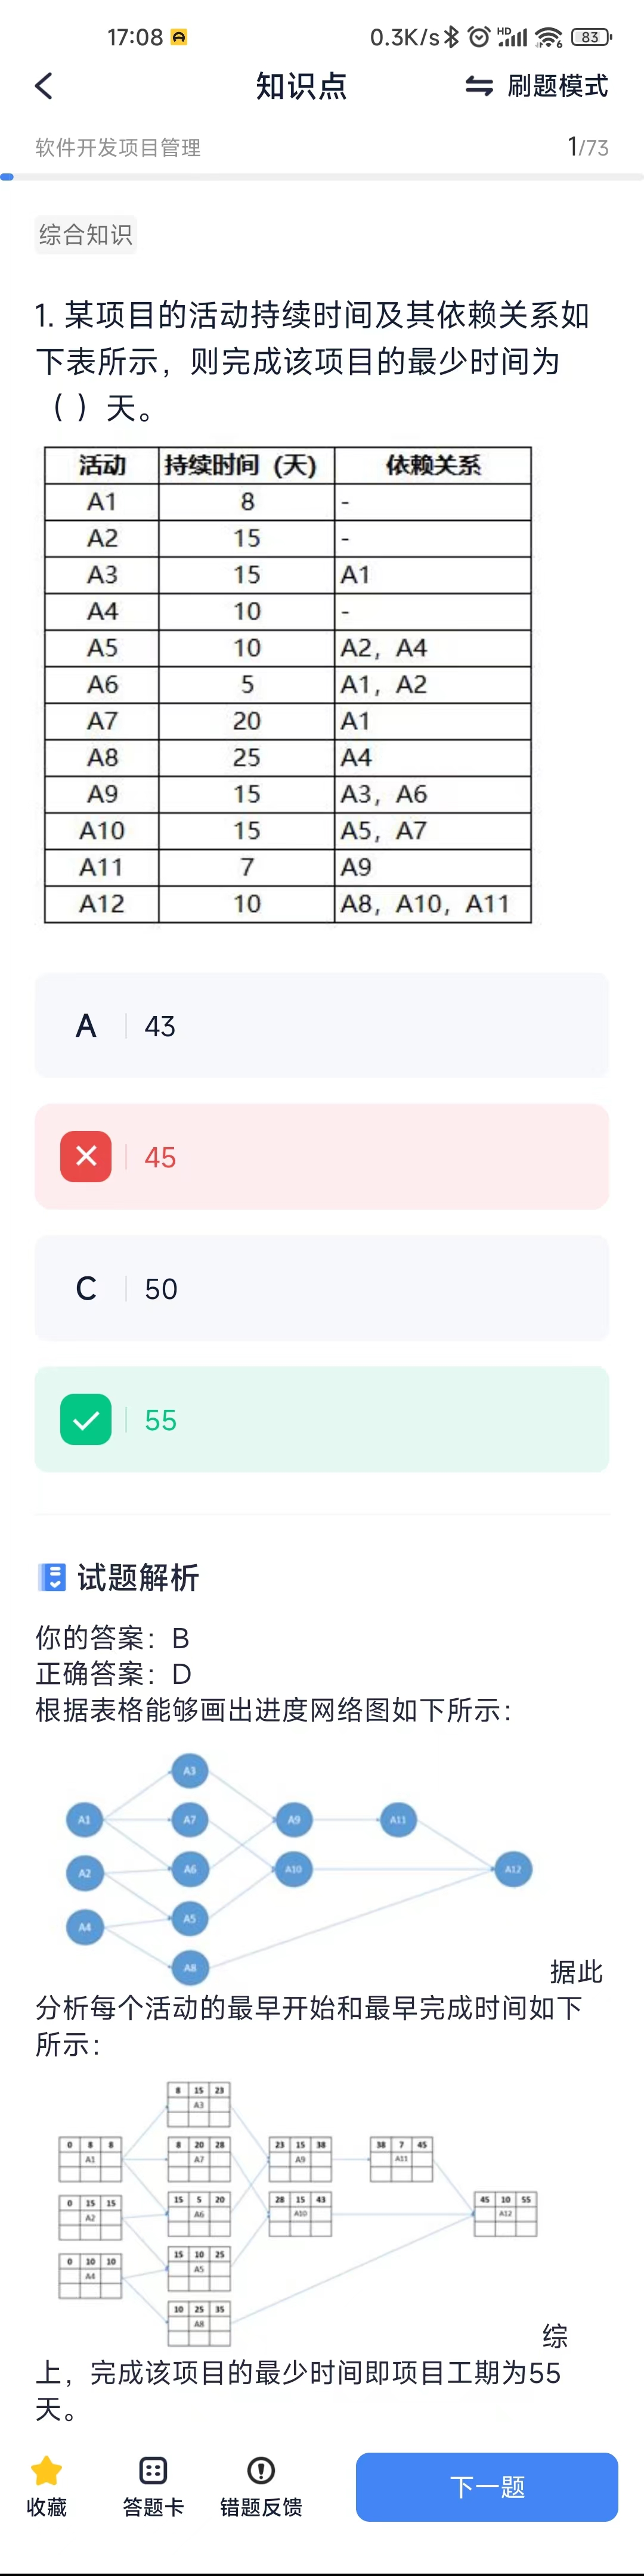 17:08 0.3K/s HD 6 83
知识点 刷题模式
软件开发项目管理 1/73
综合知识
1. 某项目的活动持续时间及其依赖关系如
下表所示，则完成该项目的最少时间为
（ ）天。
活动 持续时间（天） 依赖关系
A1 8 -
A2 15 -
A3 15 A1
A4 10 -
A5 10 A2，A4
A6 5 A1，A2
A7 20 A1
A8 25 A4
A9 15 A3，A6
A10 15 A5，A7
A11 7 A9
A12 10 A8，A10，A11
A 43
45
C 50
55
试题解析
你的答案：B
正确答案：D
根据表格能够画出进度网络图如下所示：
A3
A1 A7 A9 A11
A2 A6 A10 A12
A4 A5
A8
据此
分析每个活动的最早开始和最早完成时间如下
所示：
8 15 23
A3
0 8 8 8 20 28 23 15 38 38 7 45
A1 A7 A9 A11
0 15 15 15 5 20 28 15 43 45 10 55
A2 A6 A10 A12
0 10 10 15 10 25
A4 A5
10 25 35
A8
综
上，完成该项目的最少时间即项目工期为55
天。
收藏 答题卡 错题反馈 下一题